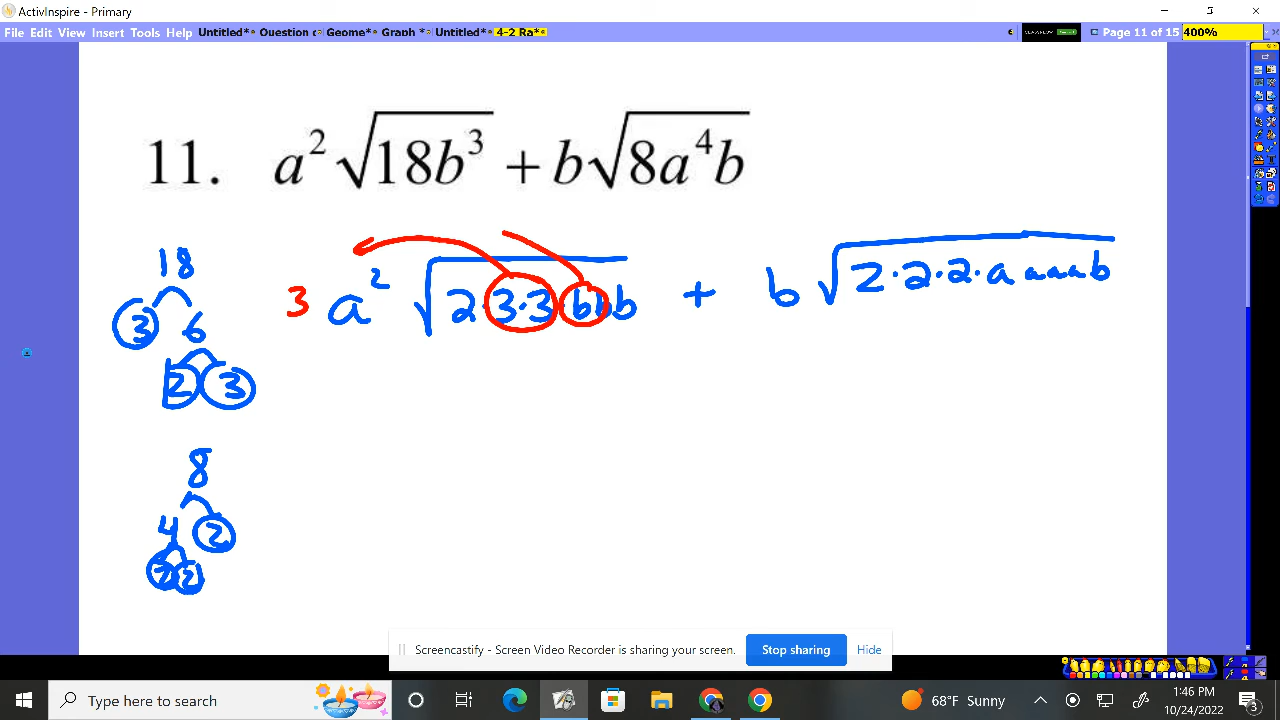 ActivInspire - Primary
File Edit View Insert Tools Help Untitled* Question c Geome* Graph * Untitled* 4-2 Ra* Page 11 of 15 400%
11. a²√18b³ + b√8a⁴b
18
3 6
2 3
3 a² √2·3·3·bbb + b √2·2·2·a aaab
8
4 2
2 2
Screencastify - Screen Video Recorder is sharing your screen. Stop sharing Hide
Type here to search 68°F Sunny 1:46 PM
10/24/2022 3